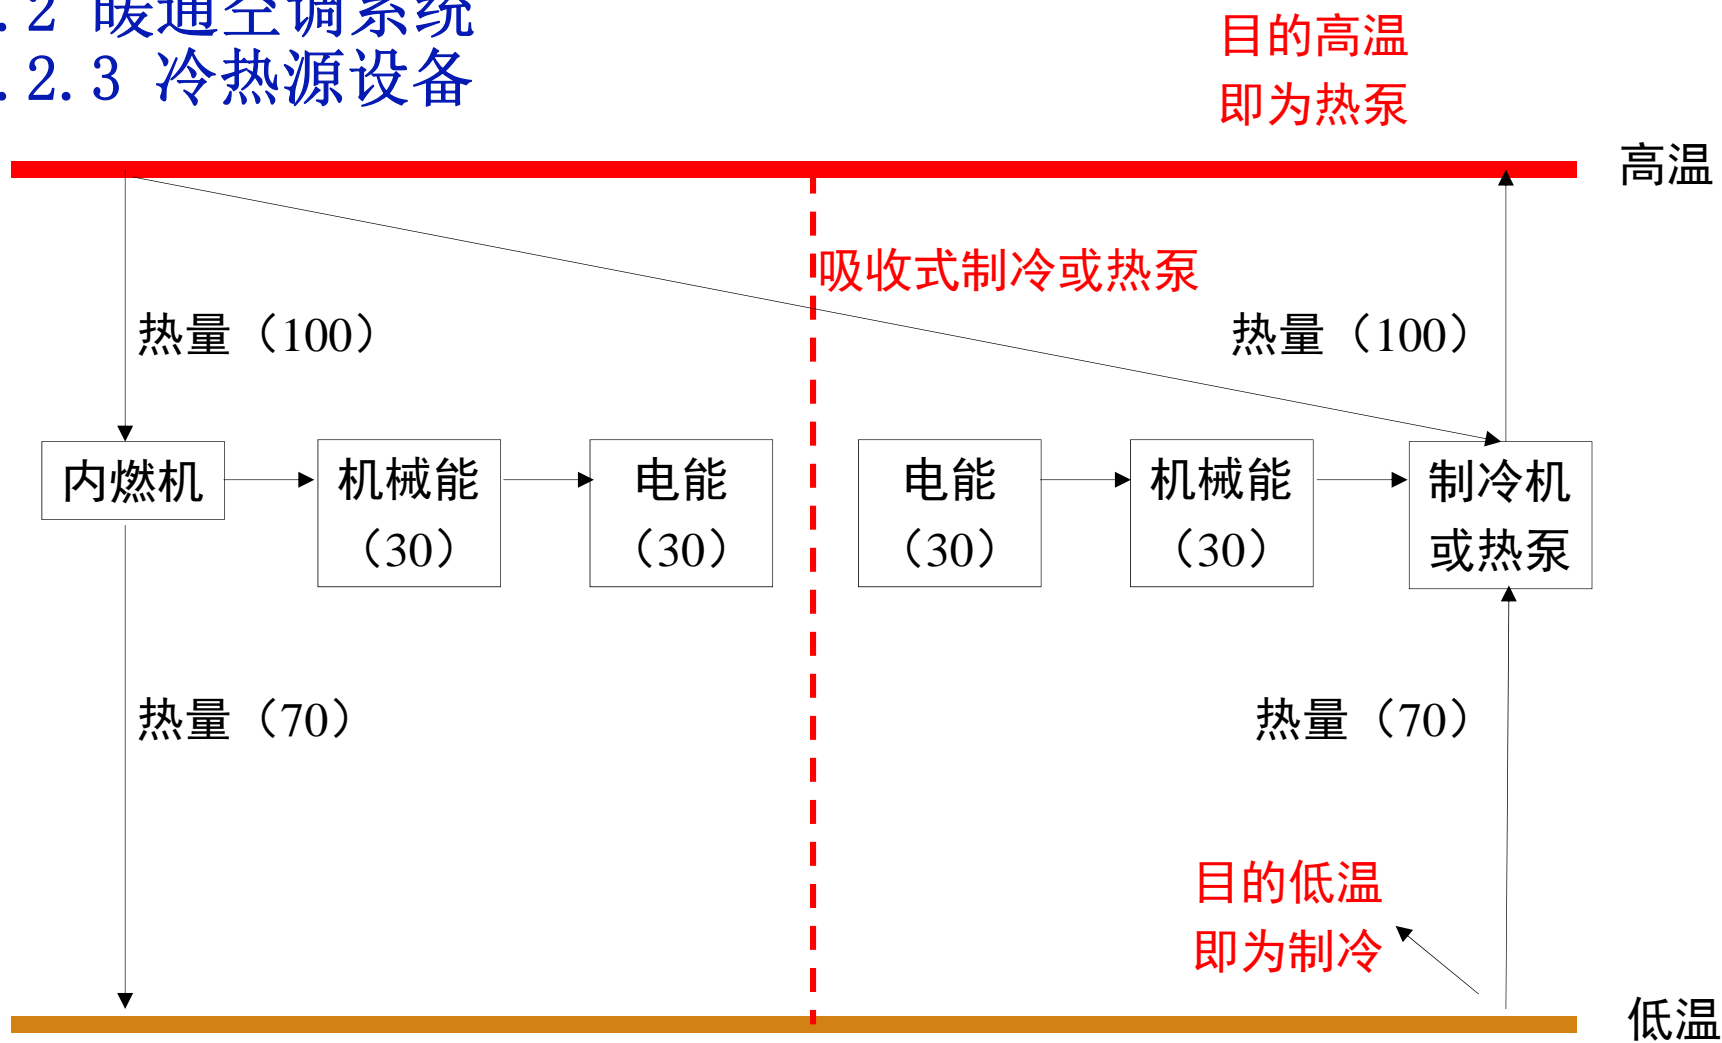 .2 暖通空调系统
.2.3 冷热源设备
目的高温
即为热泵
高温
吸收式制冷或热泵
热量（100）
热量（100）
内燃机
机械能
（30）
电能
（30）
电能
（30）
机械能
（30）
制冷机
或热泵
热量（70）
热量（70）
目的低温
即为制冷
低温